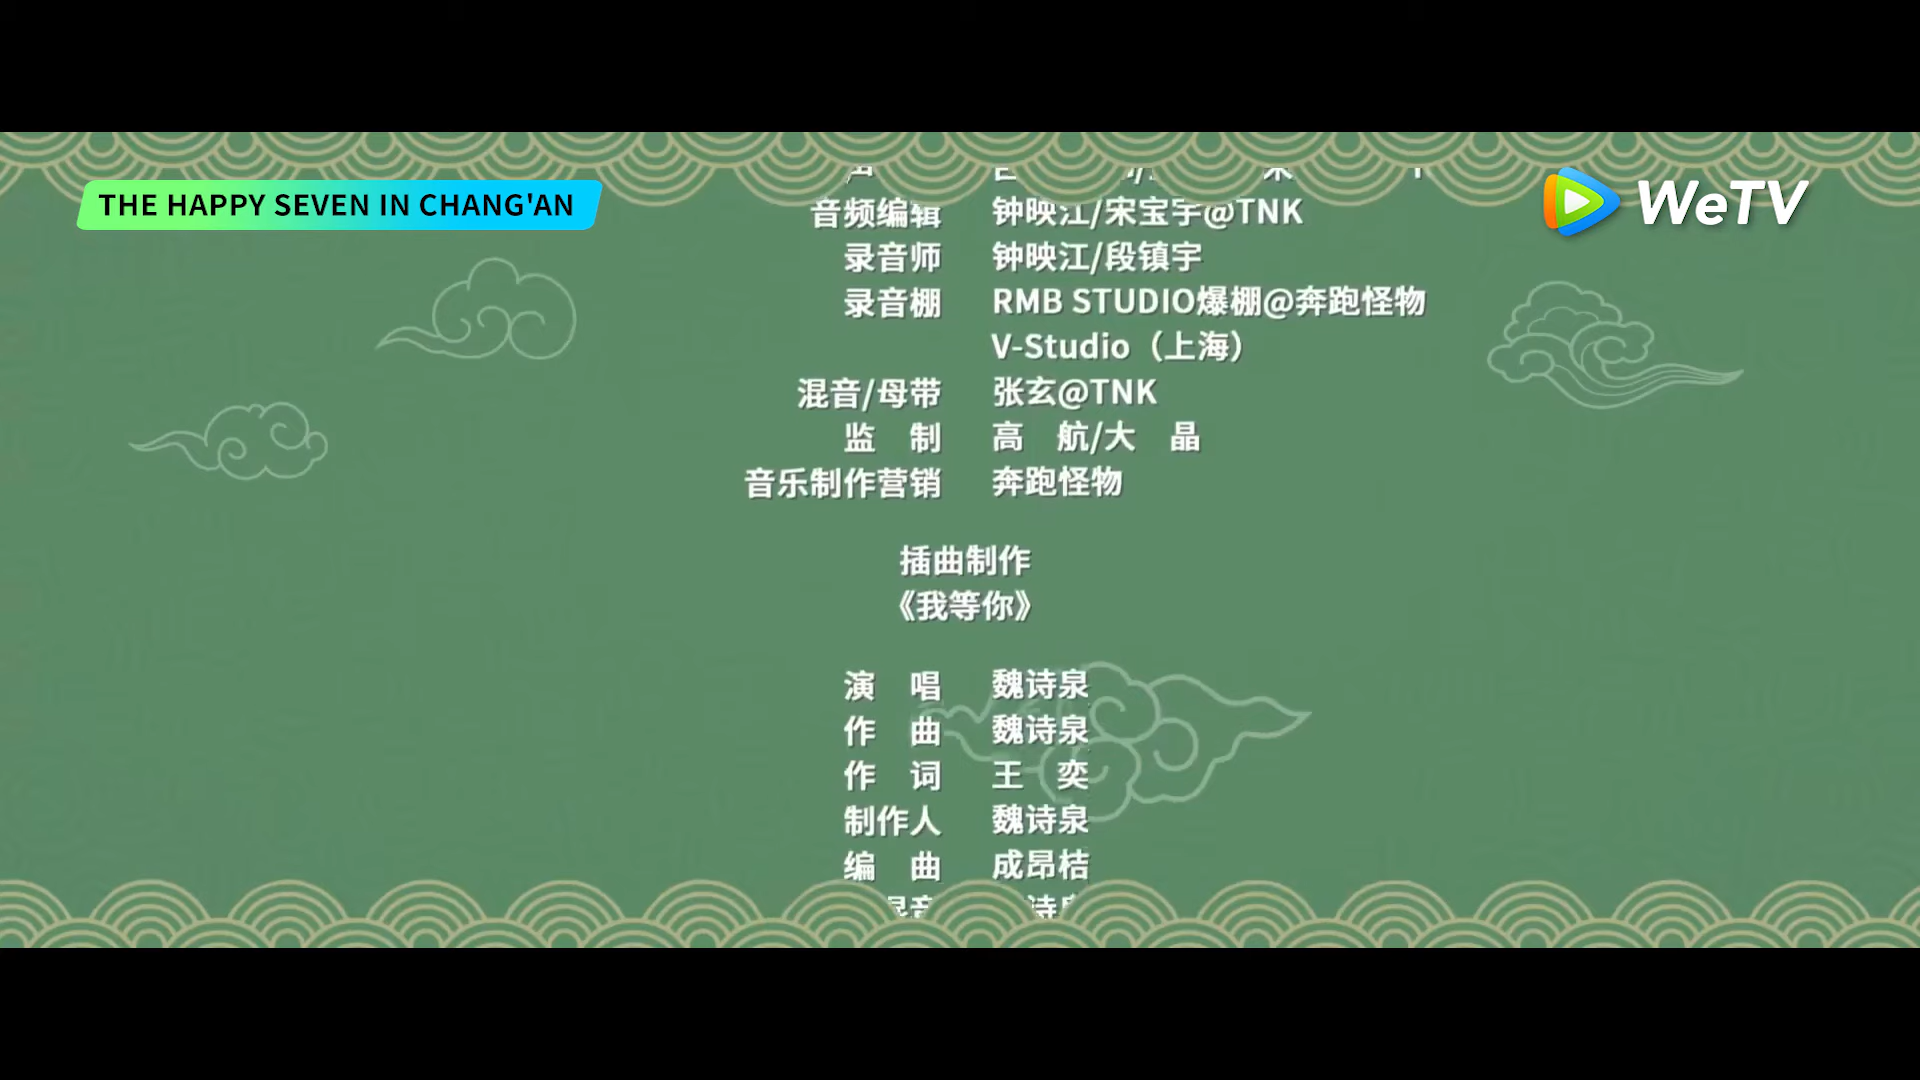 THE HAPPY SEVEN IN CHANG'AN
WeTV
音频编辑 钟映江/宋宝宇@TNK
录音师 钟映江/段镇宇
录音棚 RMB STUDIO爆棚@奔跑怪物
V-Studio（上海）
混音/母带 张玄@TNK
监 制 高 航/大 晶
音乐制作营销 奔跑怪物
插曲制作
《我等你》
演 唱 魏诗泉
作 曲 魏诗泉
作 词 王 奕
制作人 魏诗泉
编 曲 成昂桔